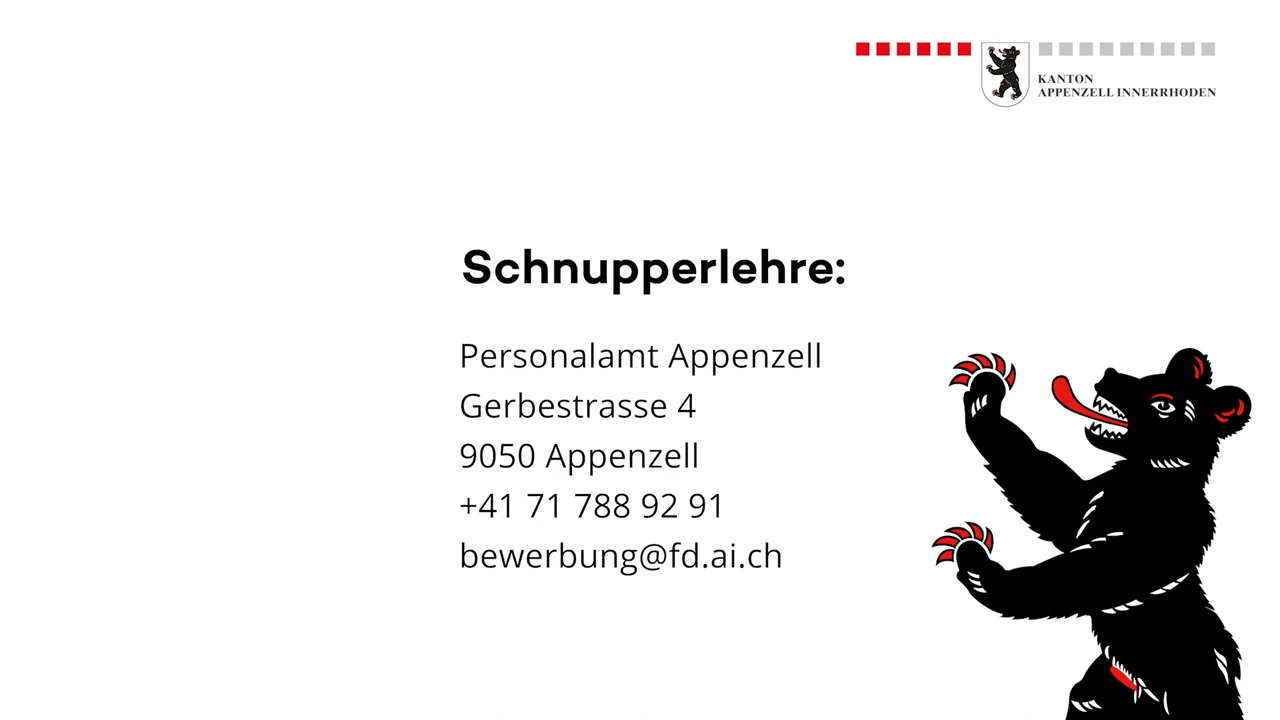 KANTON
APPENZELL INNERRHODEN
Schnupperlehre:
Personalamt Appenzell
Gerbestrasse 4
9050 Appenzell
+41 71 788 92 91
bewerbung@fd.ai.ch